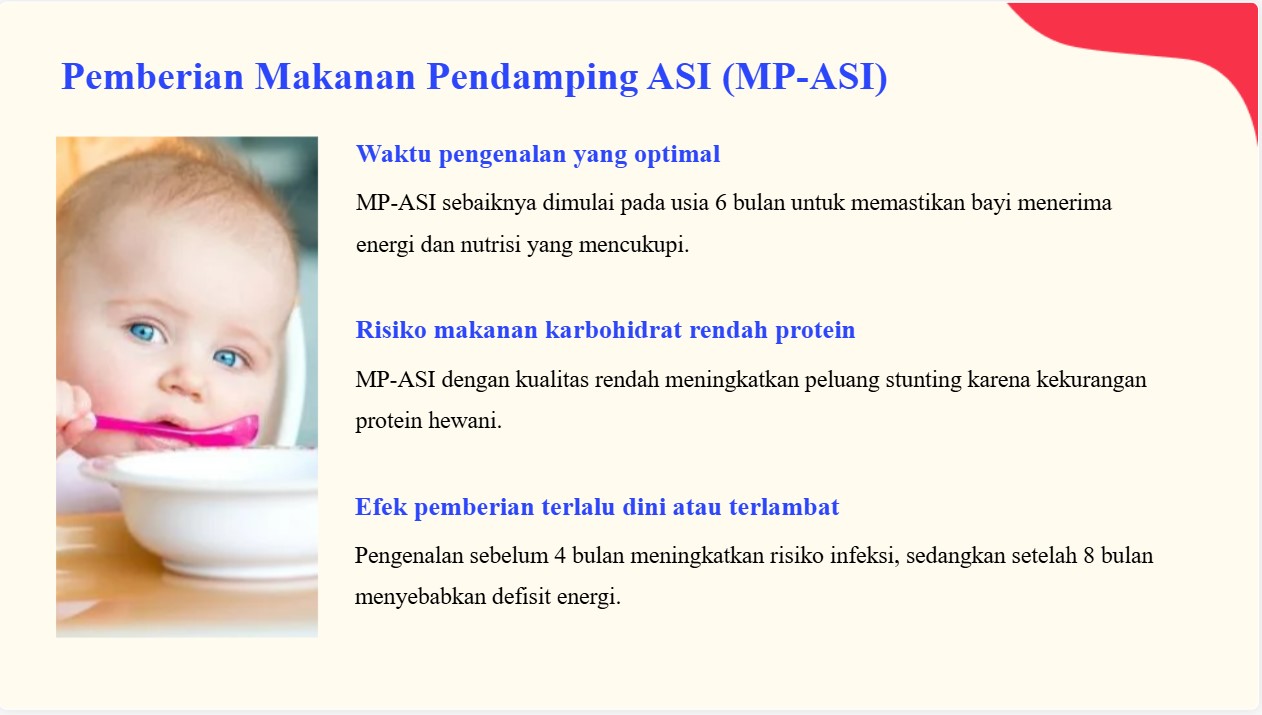 Pemberian Makanan Pendamping ASI (MP-ASI)
Waktu pengenalan yang optimal
MP-ASI sebaiknya dimulai pada usia 6 bulan untuk memastikan bayi menerima
energi dan nutrisi yang mencukupi.
Risiko makanan karbohidrat rendah protein
MP-ASI dengan kualitas rendah meningkatkan peluang stunting karena kekurangan
protein hewani.
Efek pemberian terlalu dini atau terlambat
Pengenalan sebelum 4 bulan meningkatkan risiko infeksi, sedangkan setelah 8 bulan
menyebabkan defisit energi.